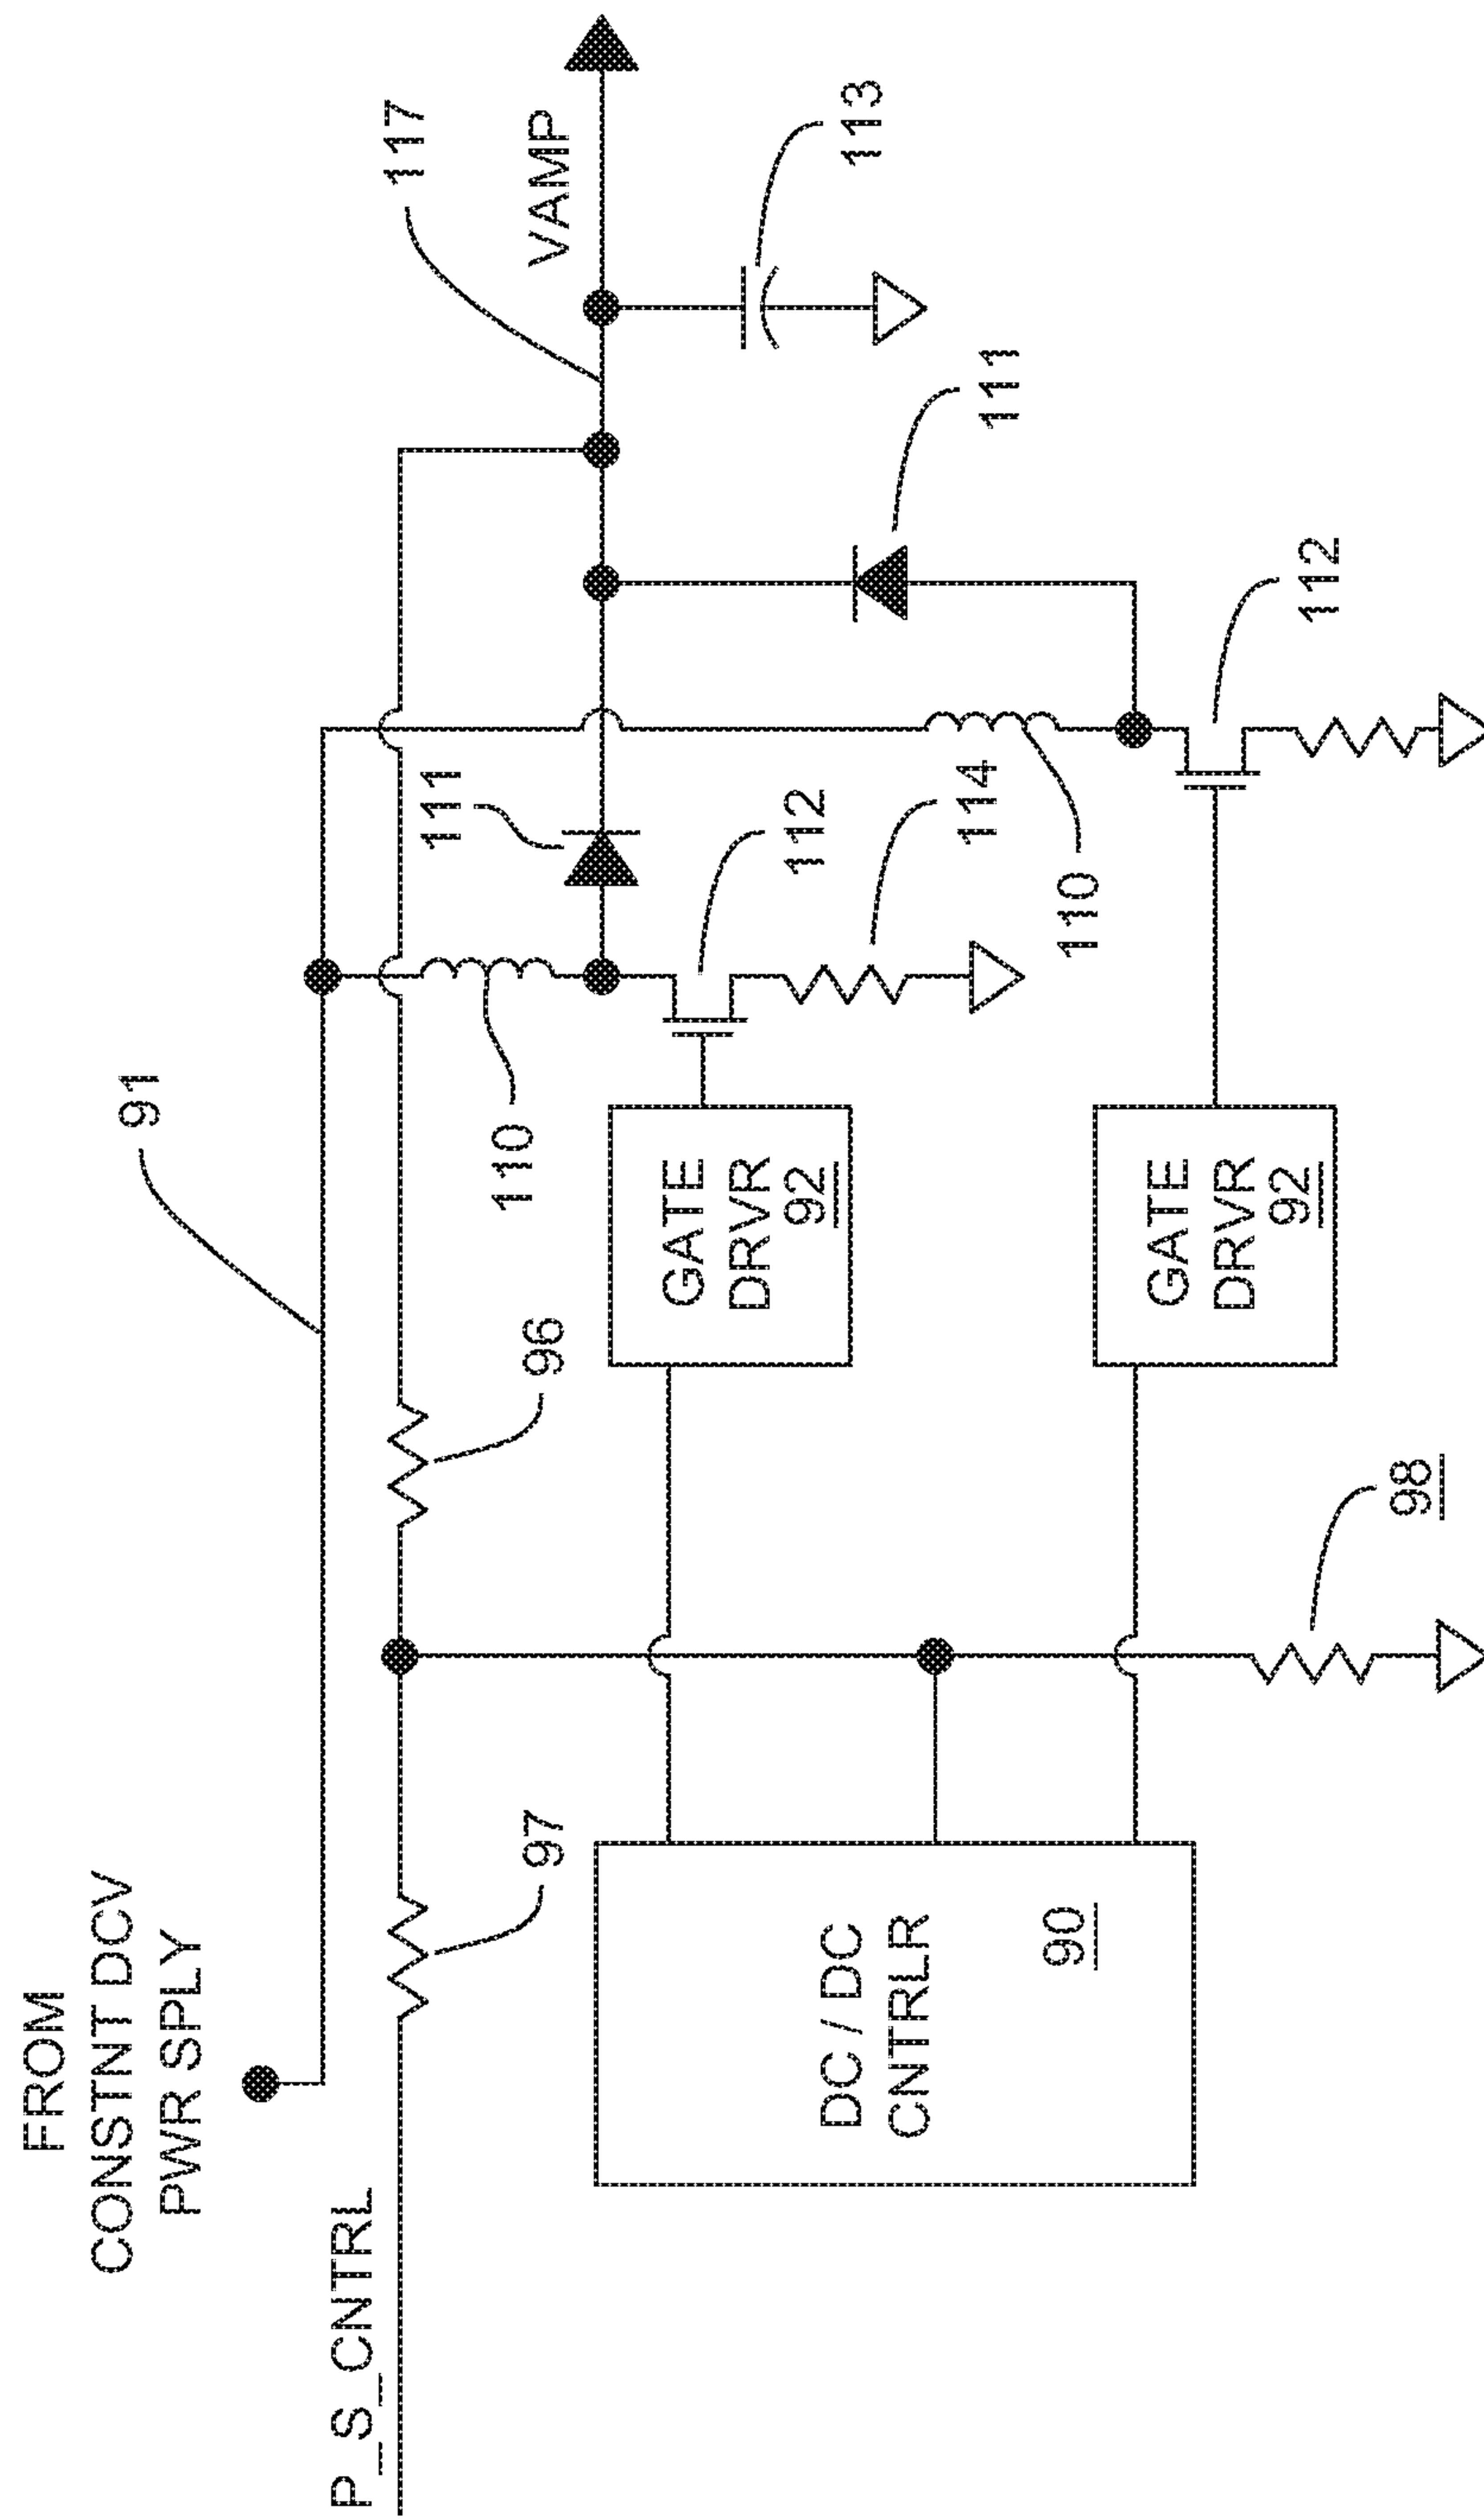 FROM
CONSTNT DCV
PWR SPLY
91
117
P_S_CNTRL
VAMP
97
96
110
111
113
DC / DC
CNTRLR
90
GATE
DRVR
92
112
114
111
110
GATE
DRVR
92
112
98